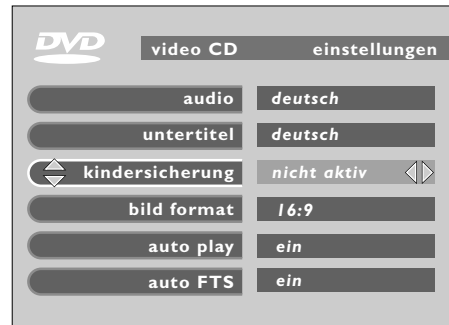 DVD video CD einstellungen
audio deutsch
untertitel deutsch
kindersicherung nicht aktiv
bild format 16:9
auto play ein
auto FTS ein